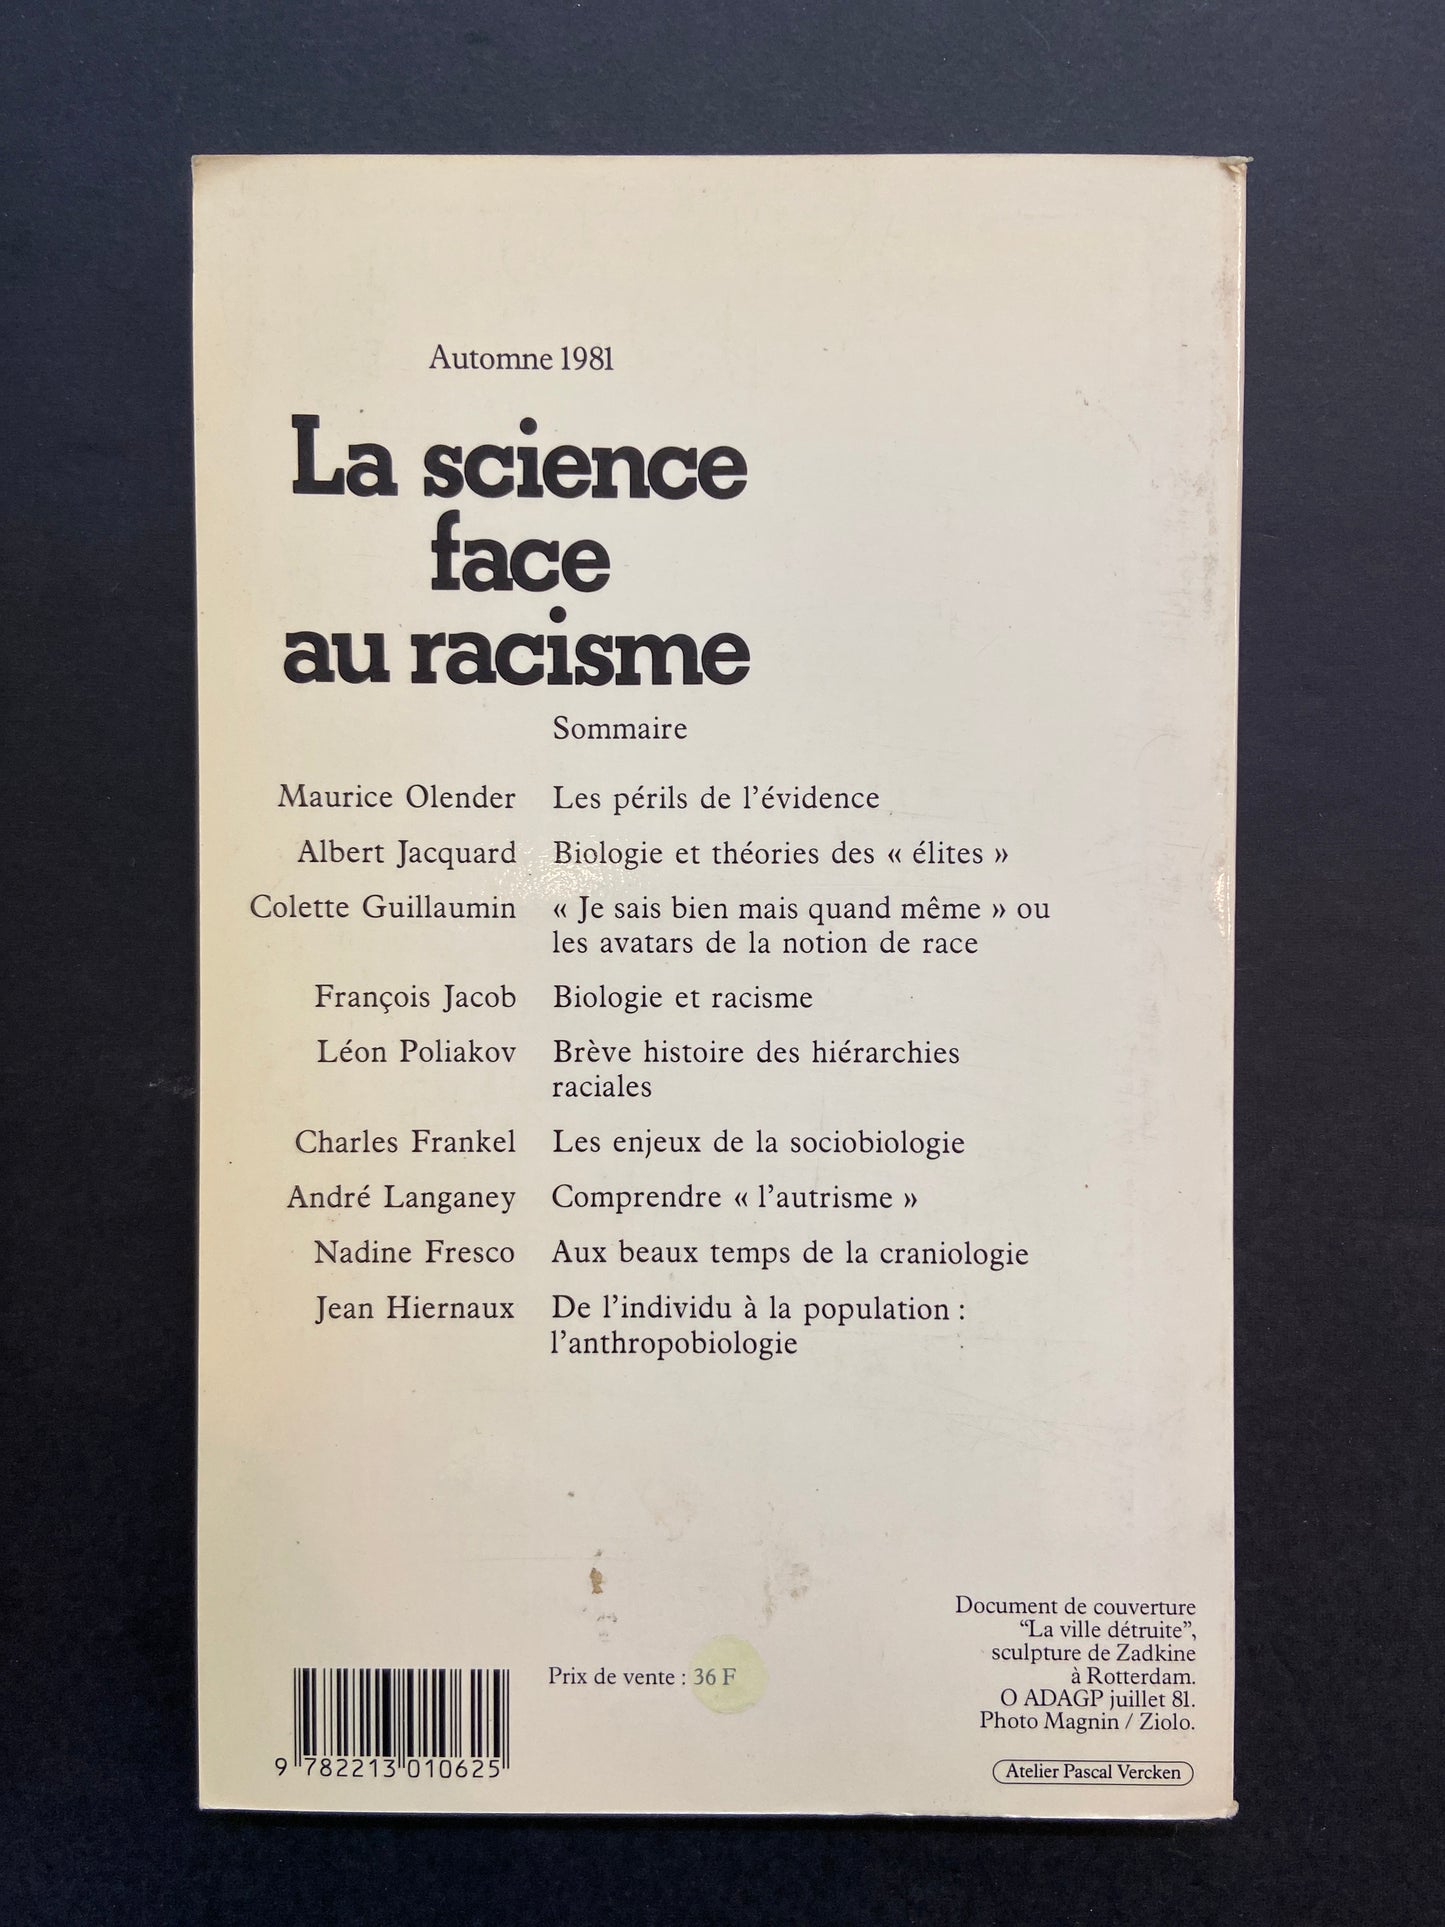 Automne 1981
La science
face
au racisme
Sommaire
Maurice Olender Les périls de l'évidence
Albert Jacquard Biologie et théories des « élites »
Colette Guillaumin « Je sais bien mais quand même » ou
les avatars de la notion de race
François Jacob Biologie et racisme
Léon Poliakov Brève histoire des hiérarchies
raciales
Charles Frankel Les enjeux de la sociobiologie
André Langaney Comprendre « l'autrisme »
Nadine Fresco Aux beaux temps de la craniologie
Jean Hiernaux De l'individu à la population :
l'anthropobiologie
Document de couverture
“La ville détruite”,
sculpture de Zadkine
à Rotterdam.
O ADAGP juillet 81.
Photo Magnin / Ziolo.
Prix de vente : 36 F
9 782213 010625
Atelier Pascal Vercken